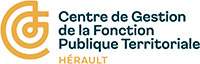 Centre de Gestion
de la Fonction
Publique Territoriale
HÉRAULT